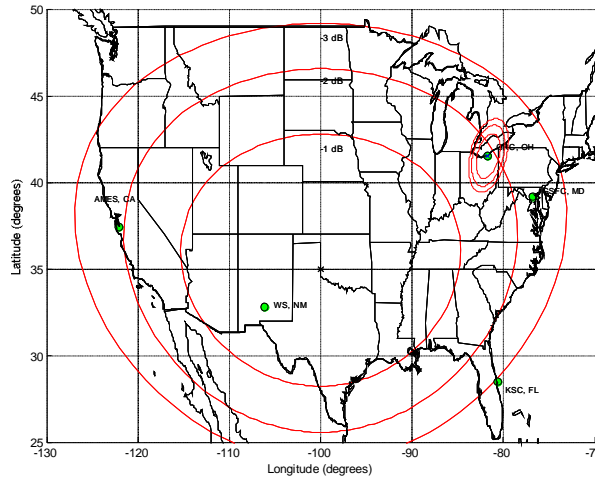 50
45
40
35
30
25
Latitude (degrees)
-3 dB
-2 dB
-1 dB
GRC, OH
GSFC, MD
AMES, CA
WS, NM
KSC, FL
-130
-120
-110
-100
-90
-80
-70
Longitude (degrees)